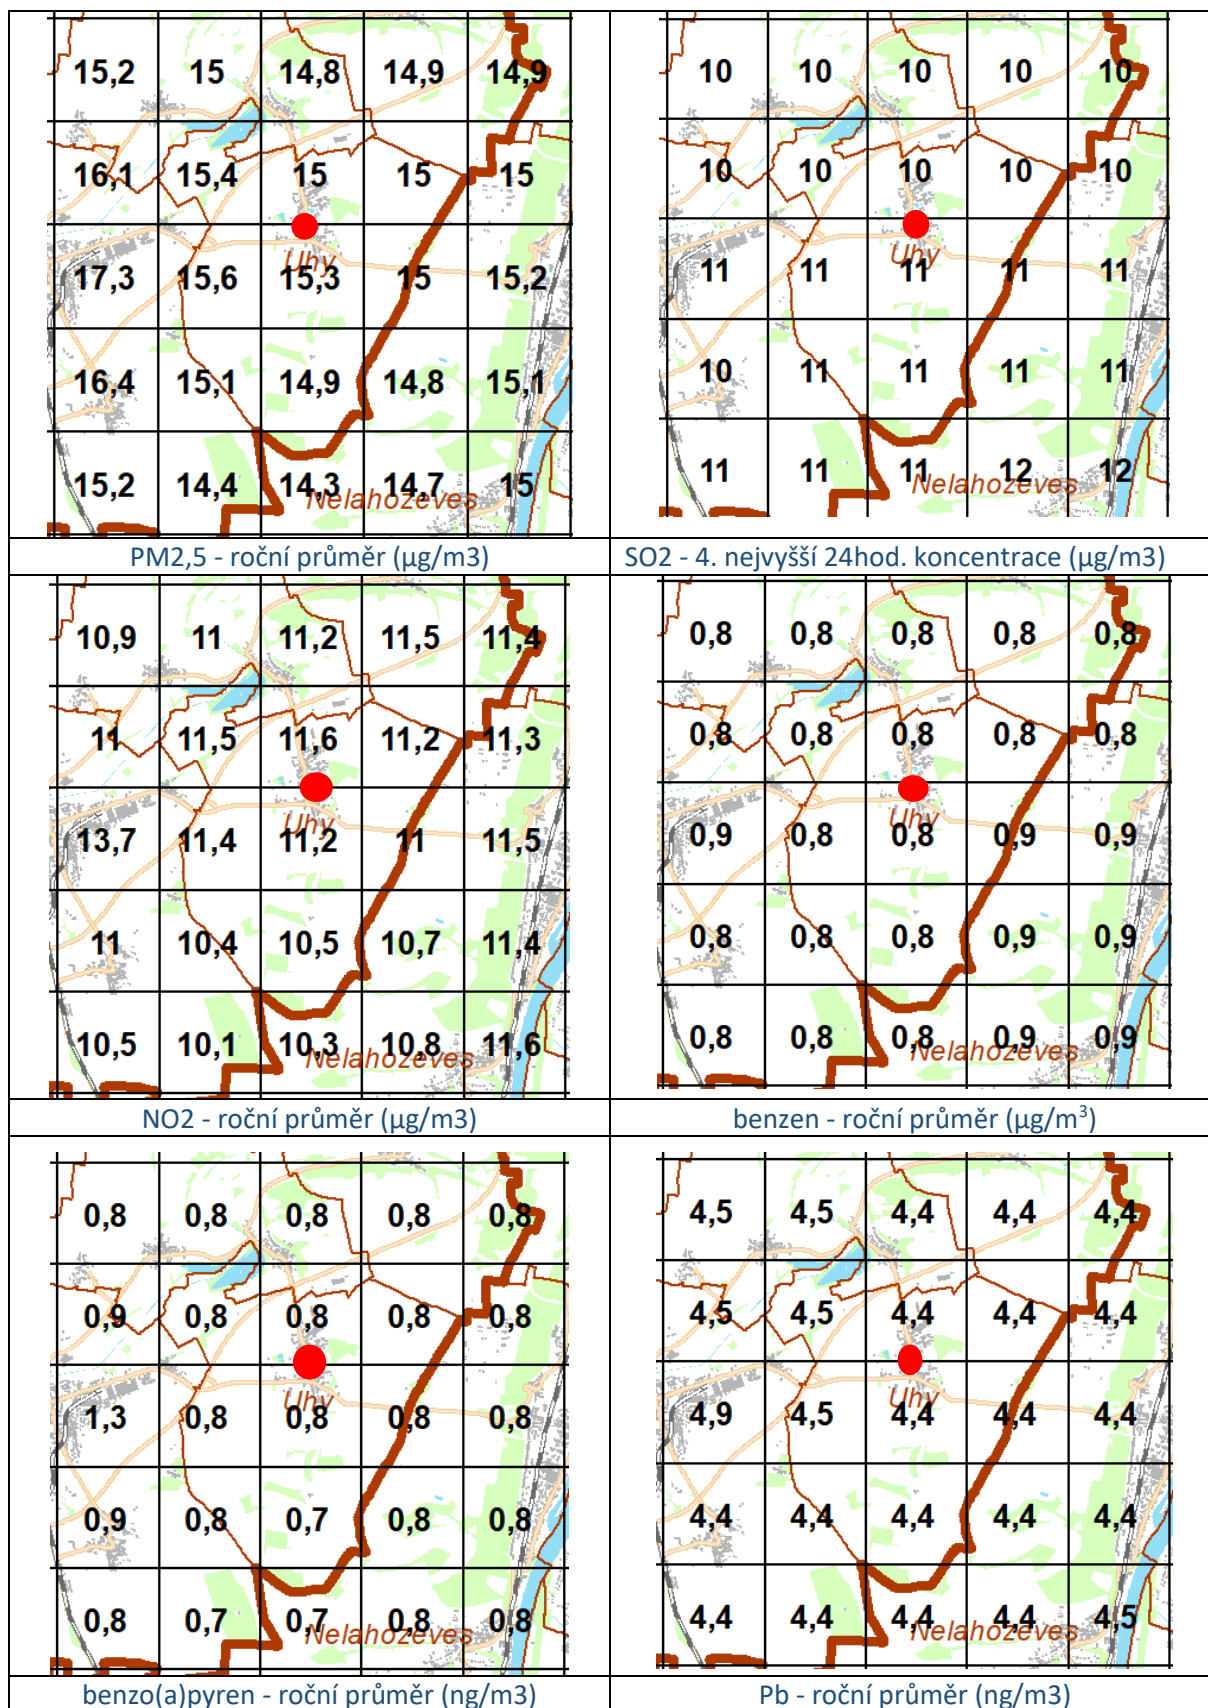 15,2 15 14,8 14,9 14,9
16,1 15,4 15 15 15
Uhy
17,3 15,6 15,3 15 15,2
16,4 15,1 14,9 14,8 15,1
15,2 14,4 14,3 14,7 15
Nelahozeves
PM2,5 - roční průměr (µg/m3)
10 10 10 10 10
10 10 10 10 10
Uhy
11 11 11 11 11
10 11 11 11 11
11 11 11 12 12
Nelahozeves
SO2 - 4. nejvyšší 24hod. koncentrace (µg/m3)
10,9 11 11,2 11,5 11,4
11 11,5 11,6 11,2 11,3
Uhy
13,7 11,4 11,2 11 11,5
11 10,4 10,5 10,7 11,4
10,5 10,1 10,3 10,8 11,6
Nelahozeves
NO2 - roční průměr (µg/m3)
0,8 0,8 0,8 0,8 0,8
0,8 0,8 0,8 0,8 0,8
Uhy
0,9 0,8 0,8 0,9 0,9
0,8 0,8 0,8 0,9 0,9
0,8 0,8 0,8 0,9 0,9
Nelahozeves
benzen - roční průměr (µg/m³)
0,8 0,8 0,8 0,8 0,8
0,9 0,8 0,8 0,8 0,8
Uhy
1,3 0,8 0,8 0,8 0,8
0,9 0,8 0,7 0,8 0,8
0,8 0,7 0,7 0,8 0,8
Nelahozeves
benzo(a)pyren - roční průměr (ng/m3)
4,5 4,5 4,4 4,4 4,4
4,5 4,5 4,4 4,4 4,4
Uhy
4,9 4,5 4,4 4,4 4,4
4,4 4,4 4,4 4,4 4,4
4,4 4,4 4,4 4,4 4,5
Nelahozeves
Pb - roční průměr (ng/m3)